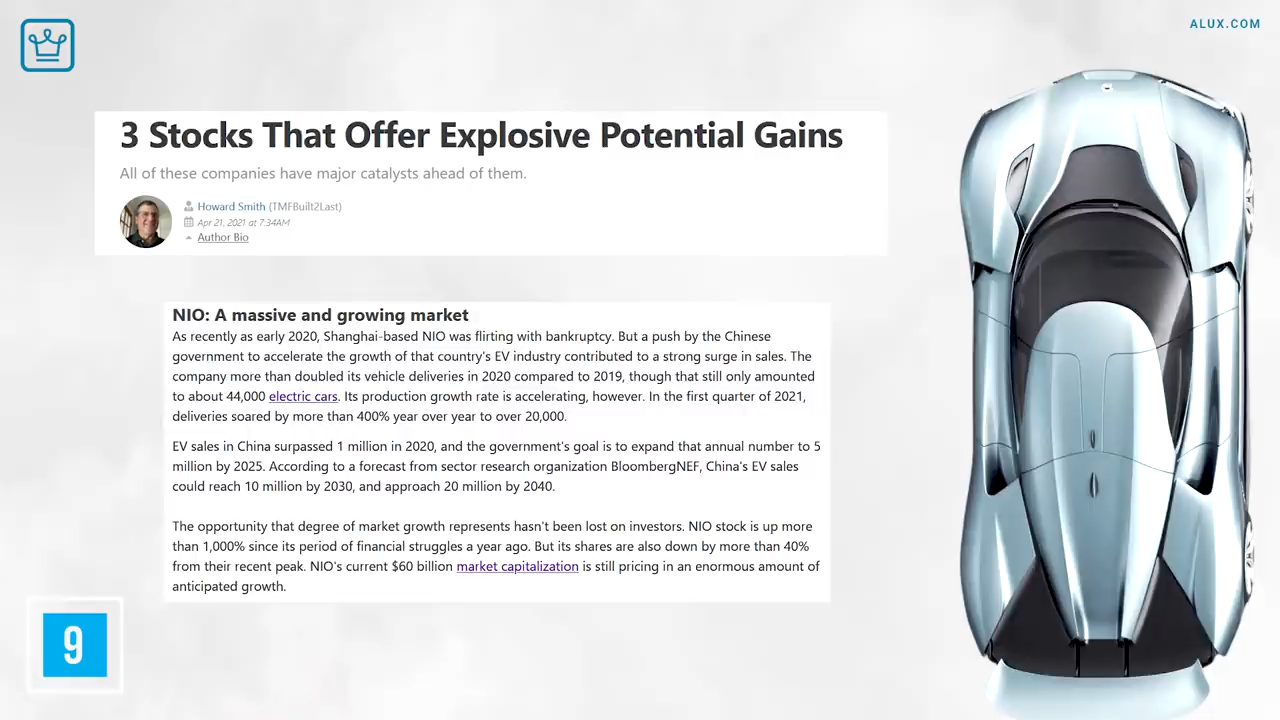 ALUX.COM
3 Stocks That Offer Explosive Potential Gains
All of these companies have major catalysts ahead of them.
Howard Smith (TMFBuilt2Last)
Apr 21, 2021 at 7:34AM
Author Bio
NIO: A massive and growing market
As recently as early 2020, Shanghai-based NIO was flirting with bankruptcy. But a push by the Chinese
government to accelerate the growth of that country's EV industry contributed to a strong surge in sales. The
company more than doubled its vehicle deliveries in 2020 compared to 2019, though that still only amounted
to about 44,000 electric cars. Its production growth rate is accelerating, however. In the first quarter of 2021,
deliveries soared by more than 400% year over year to over 20,000.
EV sales in China surpassed 1 million in 2020, and the government's goal is to expand that annual number to 5
million by 2025. According to a forecast from sector research organization BloombergNEF, China's EV sales
could reach 10 million by 2030, and approach 20 million by 2040.
The opportunity that degree of market growth represents hasn't been lost on investors. NIO stock is up more
than 1,000% since its period of financial struggles a year ago. But its shares are also down by more than 40%
from their recent peak. NIO's current $60 billion market capitalization is still pricing in an enormous amount of
anticipated growth.
9